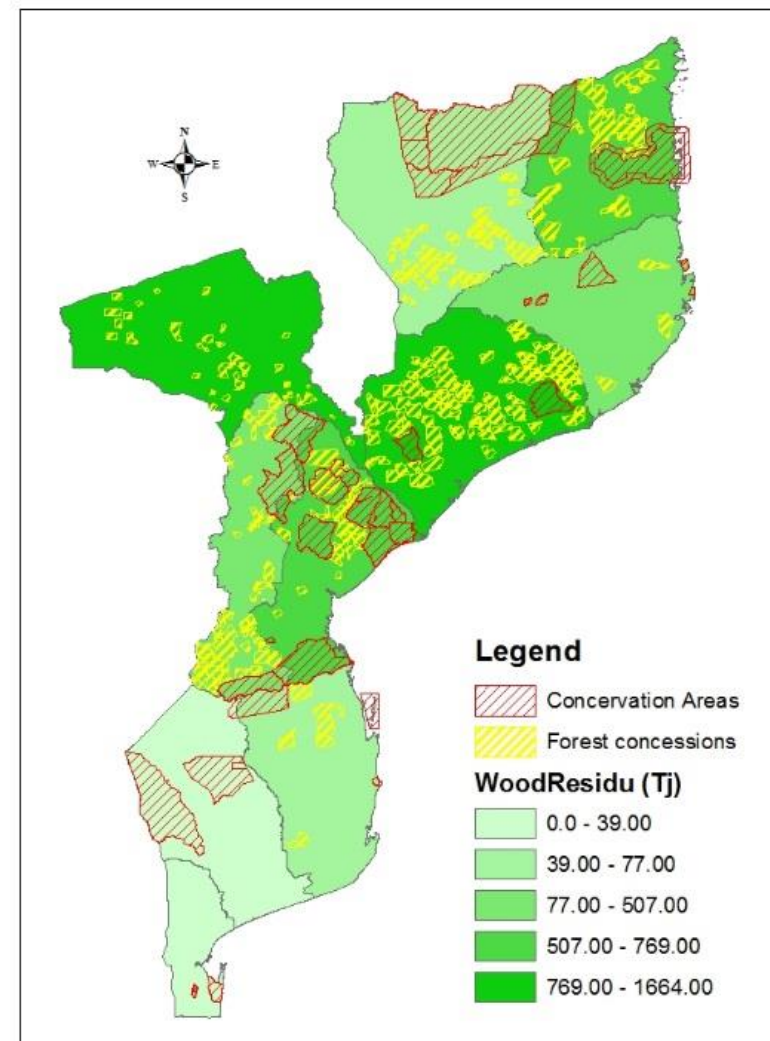 N
W E
S
Legend
Concervation Areas
Forest concessions
WoodResidu (Tj)
0.0 - 39.00
39.00 - 77.00
77.00 - 507.00
507.00 - 769.00
769.00 - 1664.00